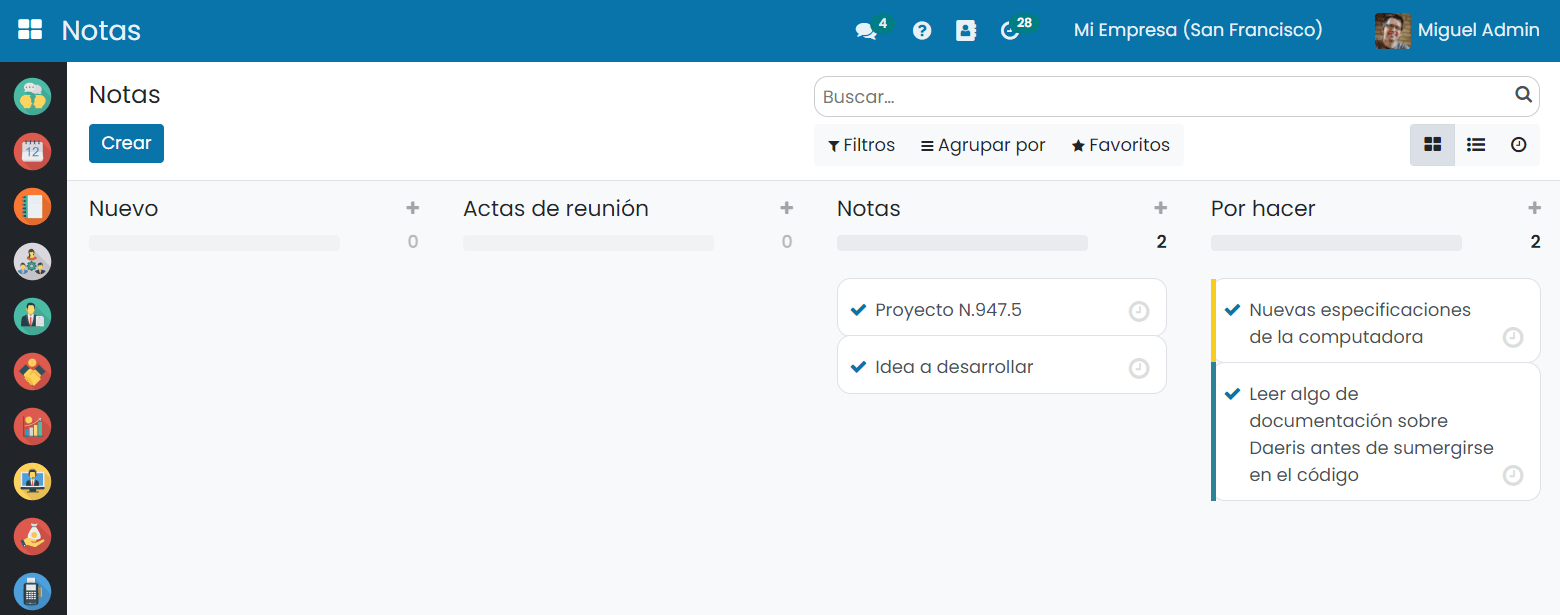 Notas
4
28
Mi Empresa (San Francisco)
Miguel Admin
12
Notas
Crear
Buscar...
Filtros
Agrupar por
Favoritos
Nuevo
0
Actas de reunión
0
Notas
2
Proyecto N.947.5
Idea a desarrollar
Por hacer
2
Nuevas especificaciones
de la computadora
Leer algo de
documentación sobre
Daeris antes de sumergirse
en el código